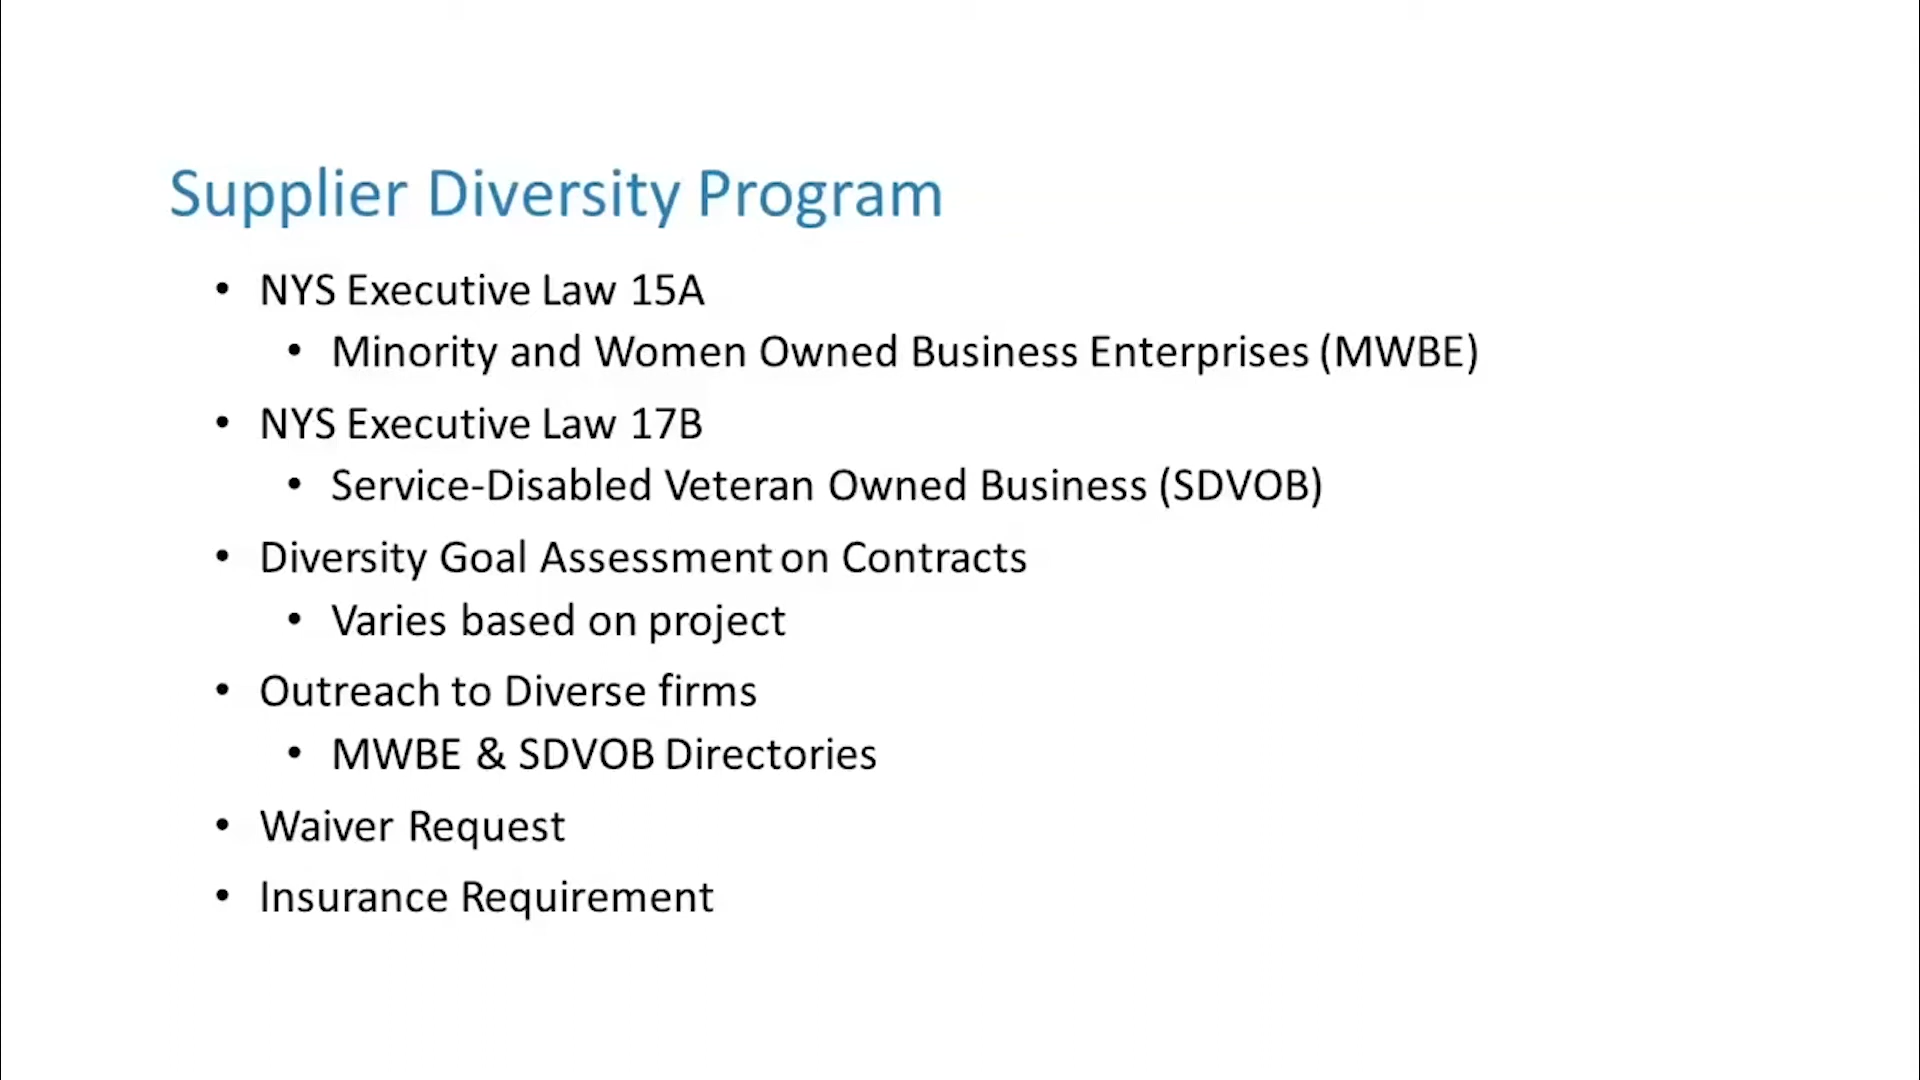 Supplier Diversity Program
• NYS Executive Law 15A
• Minority and Women Owned Business Enterprises (MWBE)
• NYS Executive Law 17B
• Service-Disabled Veteran Owned Business (SDVOB)
• Diversity Goal Assessment on Contracts
• Varies based on project
• Outreach to Diverse firms
• MWBE & SDVOB Directories
• Waiver Request
• Insurance Requirement